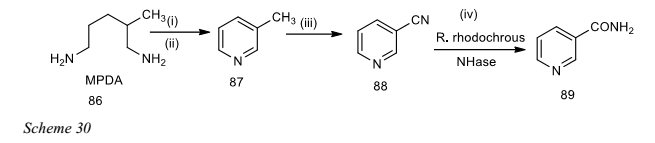 CH₃ (i)
(ii)
H₂N
NH₂
MPDA
86
CH₃
N
87
(iii)
CN
N
88
(iv)
R. rhodochrous
NHase
CONH₂
N
89
Scheme 30